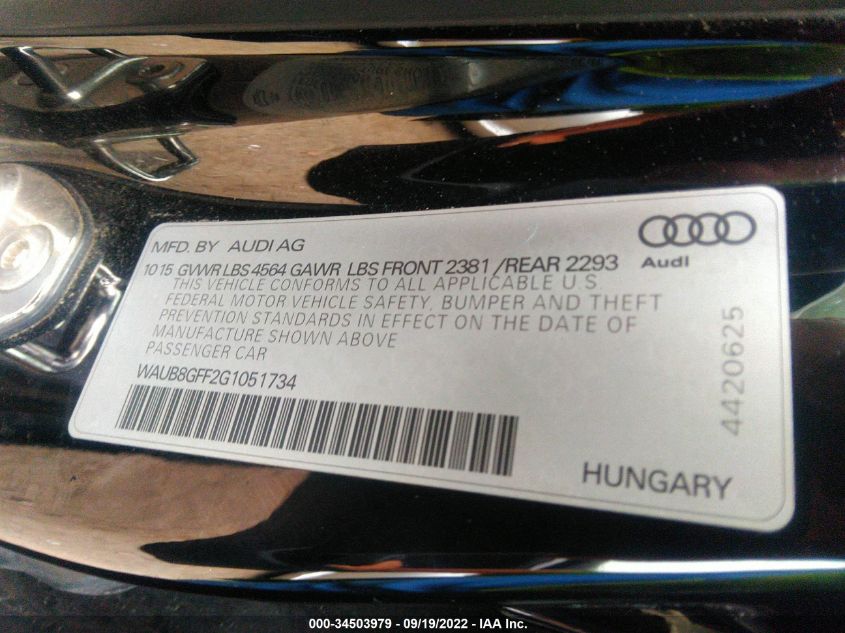 MFD. BY AUDI AG
10 15 GVWR LBS 4564 GAWR LBS FRONT 2381 /REAR 2293
THIS VEHICLE CONFORMS TO ALL APPLICABLE U.S.
FEDERAL MOTOR VEHICLE SAFETY, BUMPER AND THEFT
PREVENTION STANDARDS IN EFFECT ON THE DATE OF
MANUFACTURE SHOWN ABOVE
PASSENGER CAR
WAUB8GFF2G1051734
Audi
4420625
HUNGARY
000-34503979 - 09/19/2022 - IAA Inc.